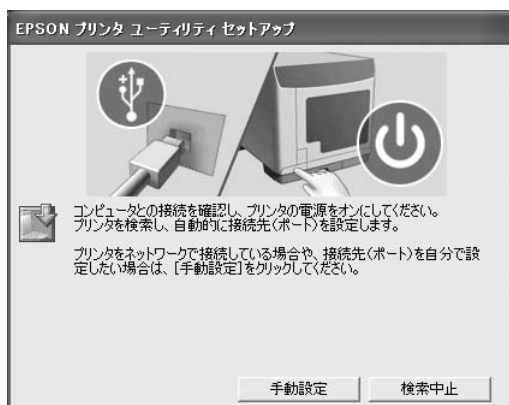 EPSON プリンタ ユーティリティ セットアップ
コンピュータとの接続を確認し、プリンタの電源をオンにしてください。
プリンタを検索し、自動的に接続先(ポート)を設定します。
プリンタをネットワークで接続している場合や、接続先(ポート)を自分で設
定したい場合は、[手動設定]をクリックしてください。
手動設定
検索中止